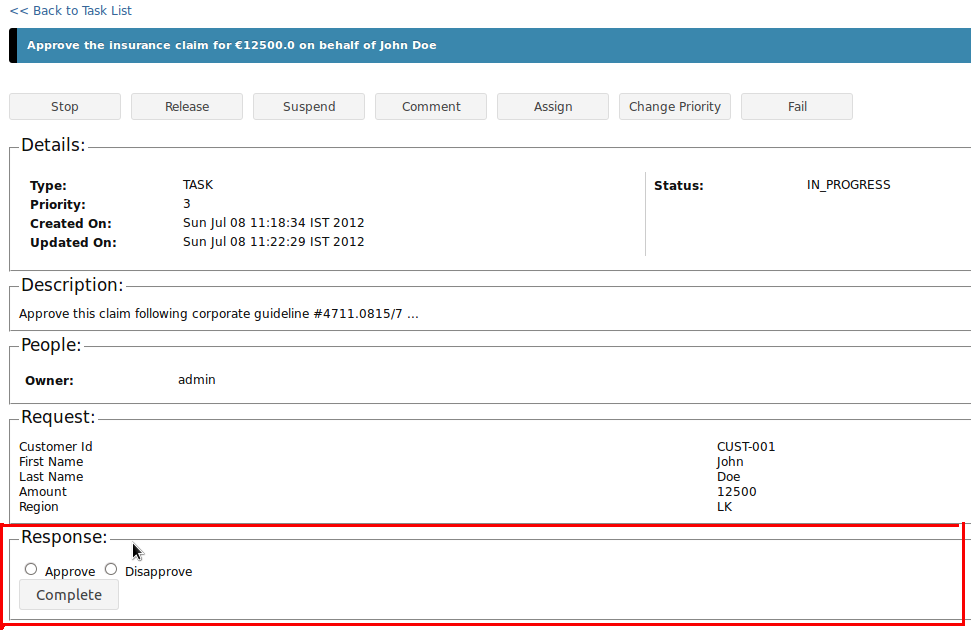 << Back to Task List
Approve the insurance claim for €12500.0 on behalf of John Doe
Stop Release Suspend Comment Assign Change Priority Fail
Details:
Type: TASK Status: IN_PROGRESS
Priority: 3
Created On: Sun Jul 08 11:18:34 IST 2012
Updated On: Sun Jul 08 11:22:29 IST 2012
Description:
Approve this claim following corporate guideline #4711.0815/7 ...
People:
Owner: admin
Request:
Customer Id CUST-001
First Name John
Last Name Doe
Amount 12500
Region LK
Response:
Approve Disapprove
Complete